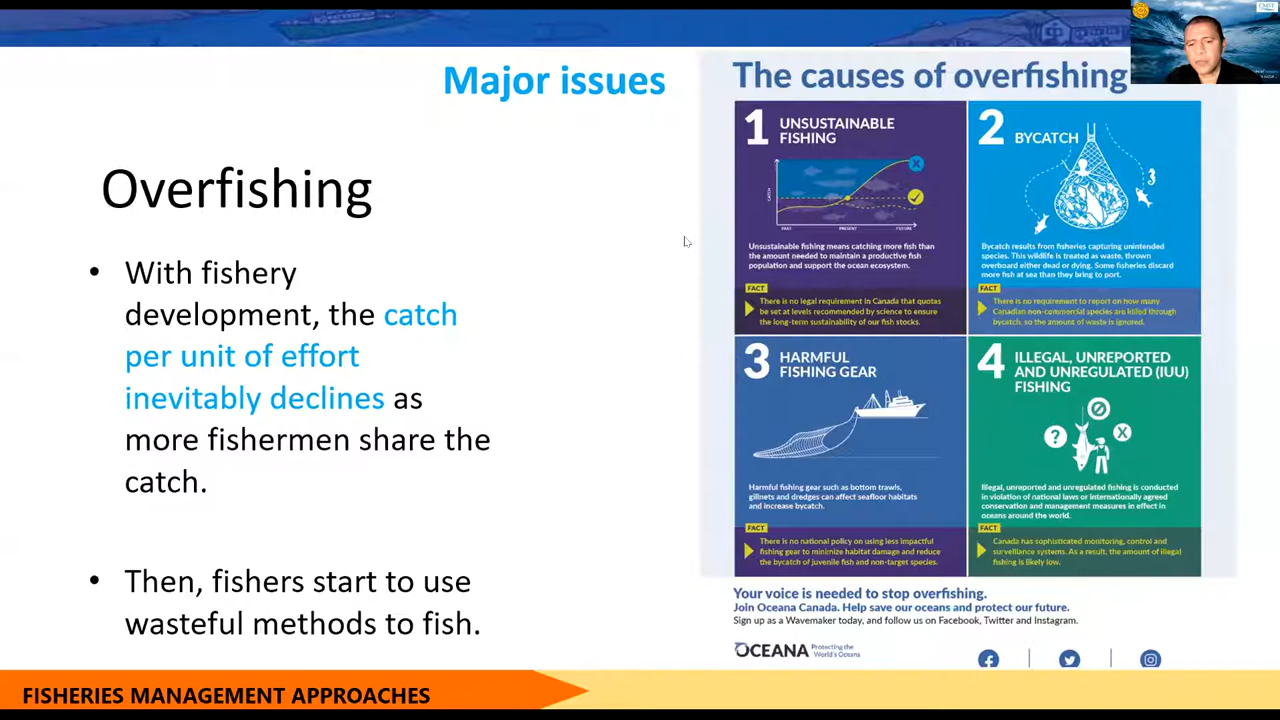 Major issues
Overfishing
• With fishery
development, the catch
per unit of effort
inevitably declines as
more fishermen share the
catch.
• Then, fishers start to use
wasteful methods to fish.
The causes of overfishing
1 UNSUSTAINABLE
FISHING
CATCH
PAST PRESENT FUTURE
Unsustainable fishing means catching more fish than
the amount needed to maintain a productive fish
population and support the ocean ecosystem.
FACT
There is no legal requirement in Canada that quotas
be set at levels recommended by science to ensure
the long-term sustainability of our fish stocks.
2 BYCATCH
Bycatch results from fisheries capturing unintended
species. This wildlife is treated as waste, thrown
overboard either dead or dying. Some fisheries discard
more fish at sea than they bring to port.
FACT
There is no requirement to report on how many
Canadian non-commercial species are killed through
bycatch, so the amount of waste is ignored.
3 HARMFUL
FISHING GEAR
Harmful fishing gear such as bottom trawls,
gillnets and dredges can affect seafloor habitats
and increase bycatch.
FACT
There is no national policy on using less impactful
fishing gear to minimize habitat damage and reduce
the bycatch of juvenile fish and non-target species.
4 ILLEGAL, UNREPORTED
AND UNREGULATED (IUU)
FISHING
?
X
Illegal, unreported and unregulated fishing is conducted
in violation of national laws or internationally agreed
conservation and management measures in effect in
oceans around the world.
FACT
Canada has sophisticated monitoring, control and
surveillance systems. As a result, the amount of illegal
fishing is likely low.
Your voice is needed to stop overfishing.
Join Oceana Canada. Help save our oceans and protect our future.
Sign up as a Wavemaker today, and follow us on Facebook, Twitter and Instagram.
OCEANA Protecting the
World's Oceans
FISHERIES MANAGEMENT APPROACHES